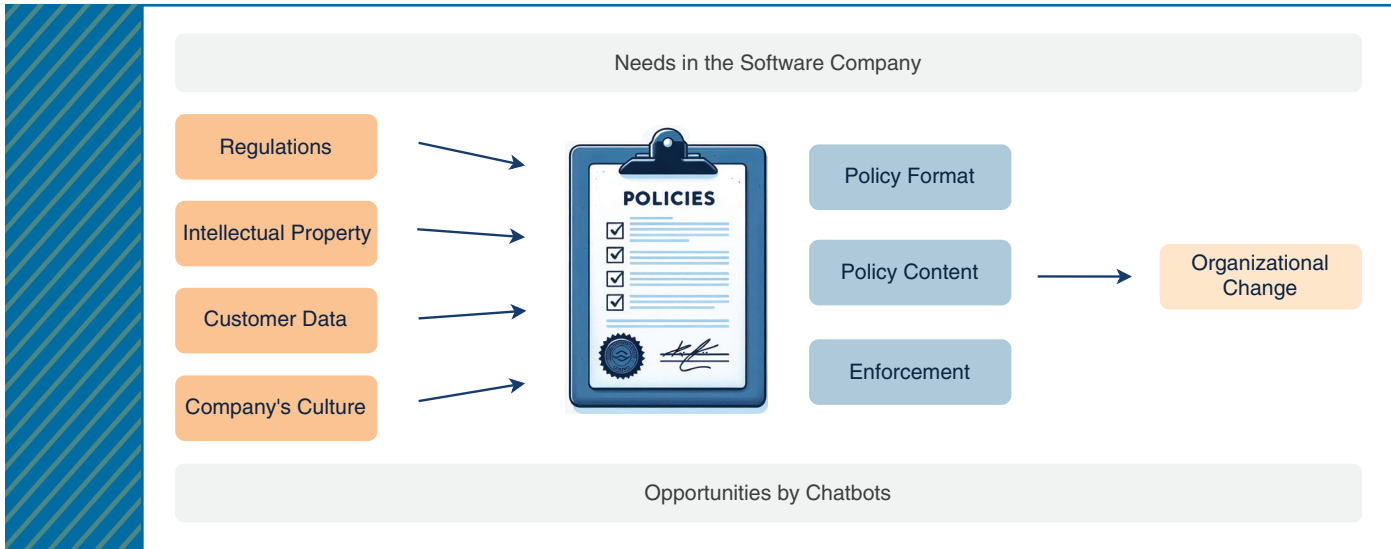 Needs in the Software Company
Regulations
Intellectual Property
Customer Data
Company's Culture
POLICIES
Policy Format
Policy Content
Enforcement
Organizational
Change
Opportunities by Chatbots